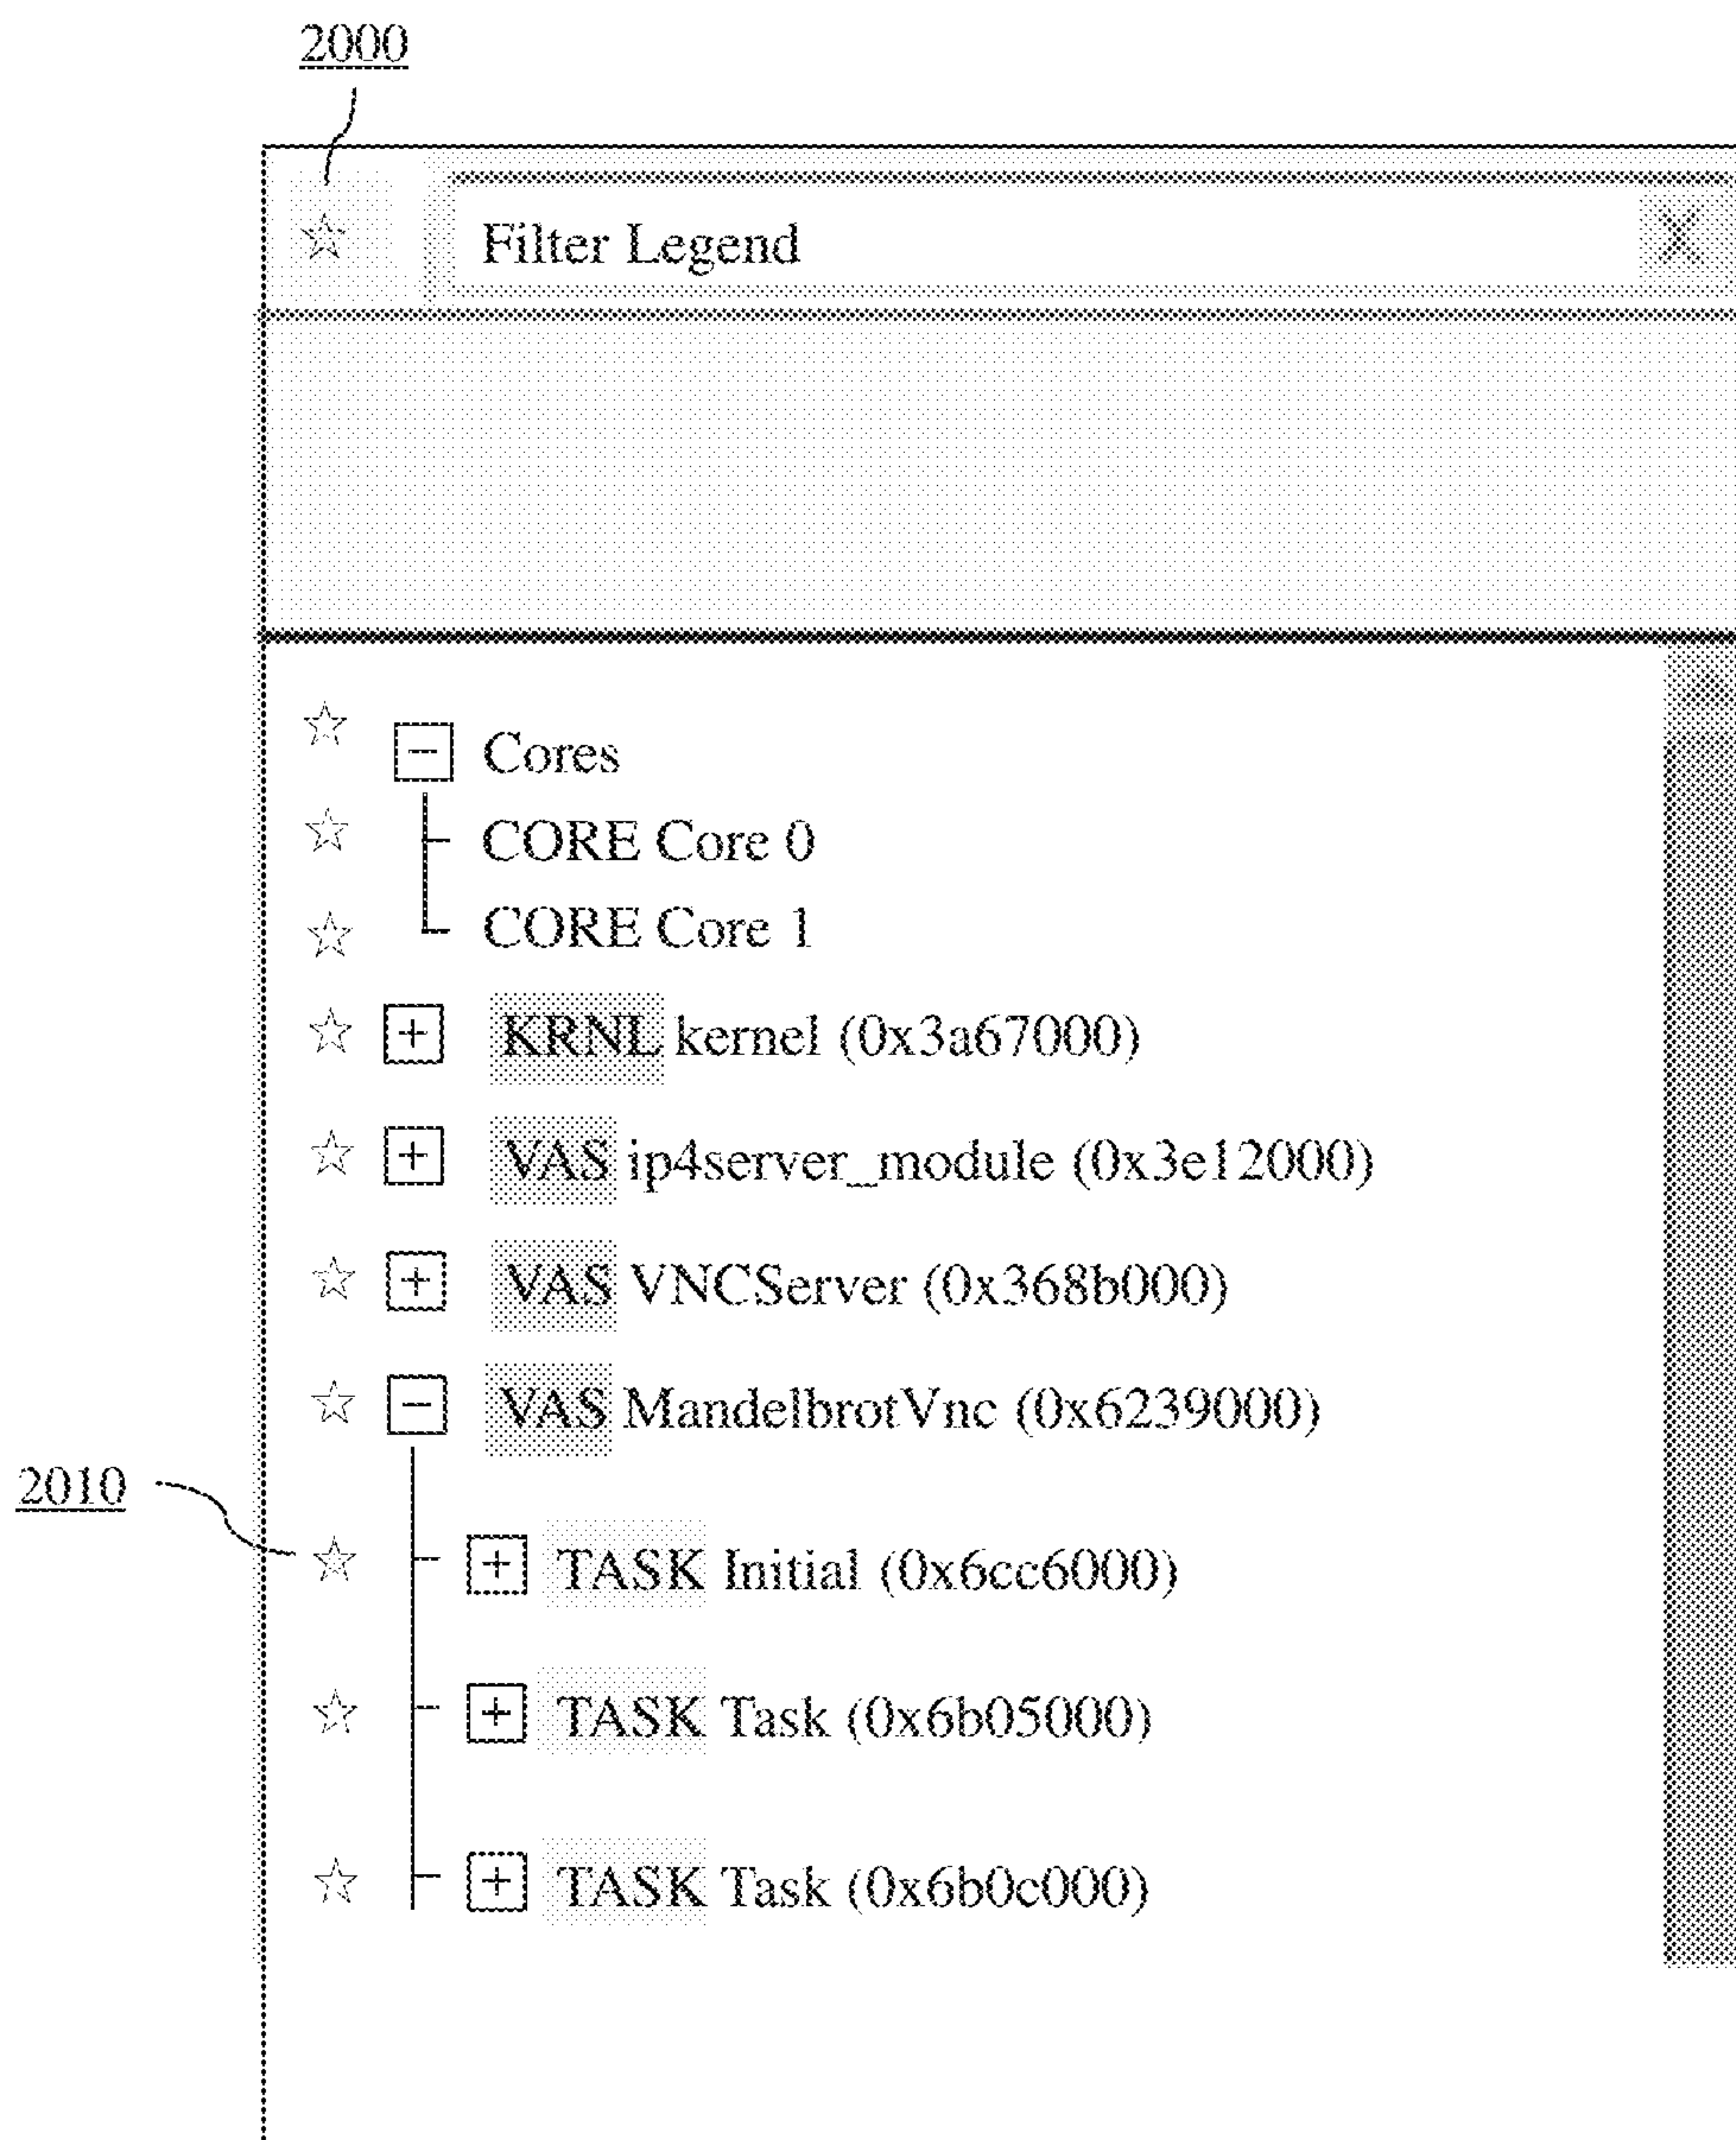 2000
Filter Legend X
Cores
CORE Core 0
CORE Core 1
KRNL kernel (0x3a67000)
VAS ip4server_module (0x3e12000)
VAS VNCServer (0x368b000)
VAS MandelbrotVnc (0x6239000)
2010
TASK Initial (0x6cc6000)
TASK Task (0x6b05000)
TASK Task (0x6b0c000)